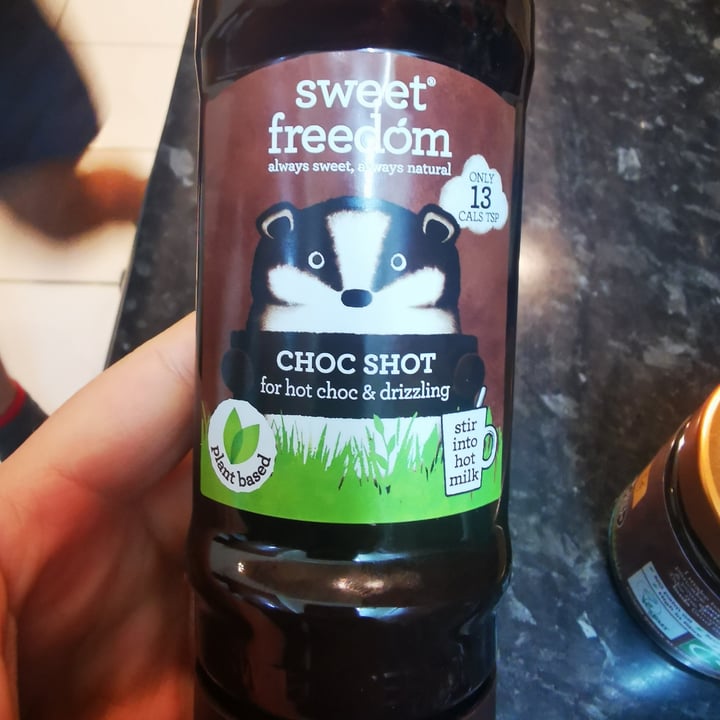 sweet®
freedom
always sweet, always natural
ONLY
13
CALS TSP
CHOC SHOT
for hot choc & drizzling
plant based
stir
into
hot
milk